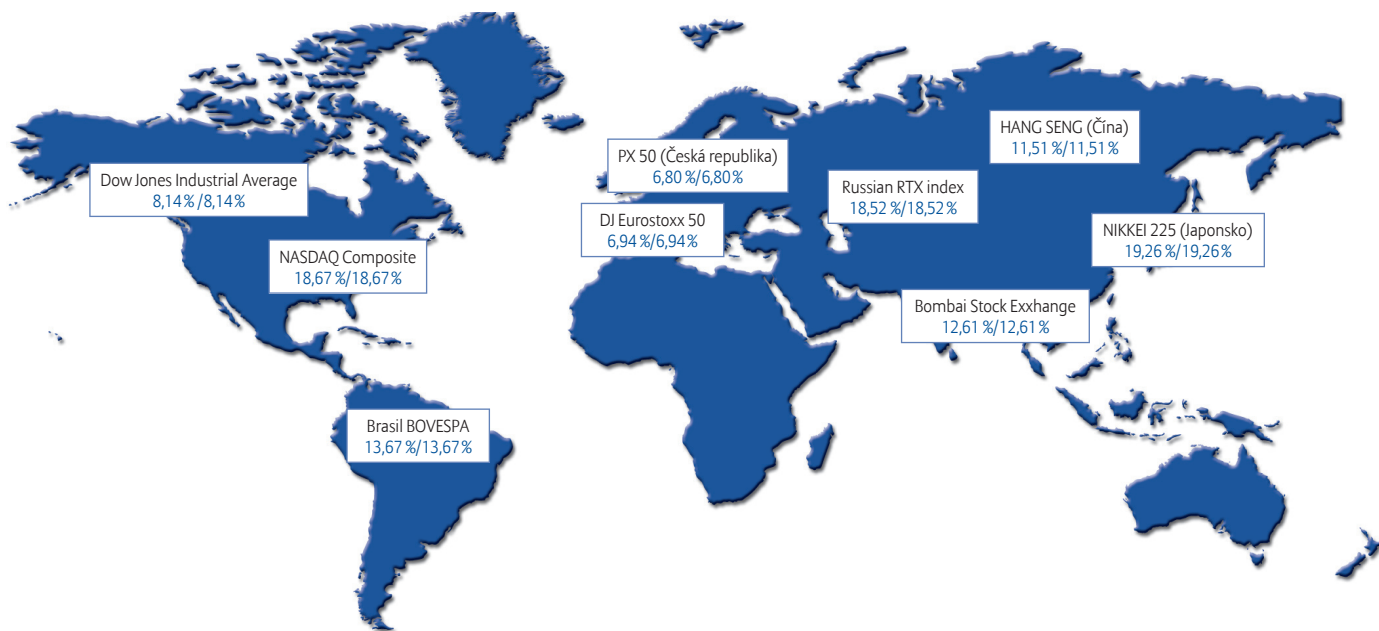 HANG SENG (Čína)
11,51 %/11,51 %
PX 50 (Česká republika)
6,80 %/6,80 %
Dow Jones Industrial Average
8,14 % /8,14 %
Russian RTX index
18,52 %/18,52 %
DJ Eurostoxx 50
6,94 %/6,94 %
NIKKEI 225 (Japonsko)
19,26 %/19,26 %
NASDAQ Composite
18,67 %/18,67 %
Bombai Stock Exxhange
12,61 %/12,61 %
Brasil BOVESPA
13,67 %/13,67 %